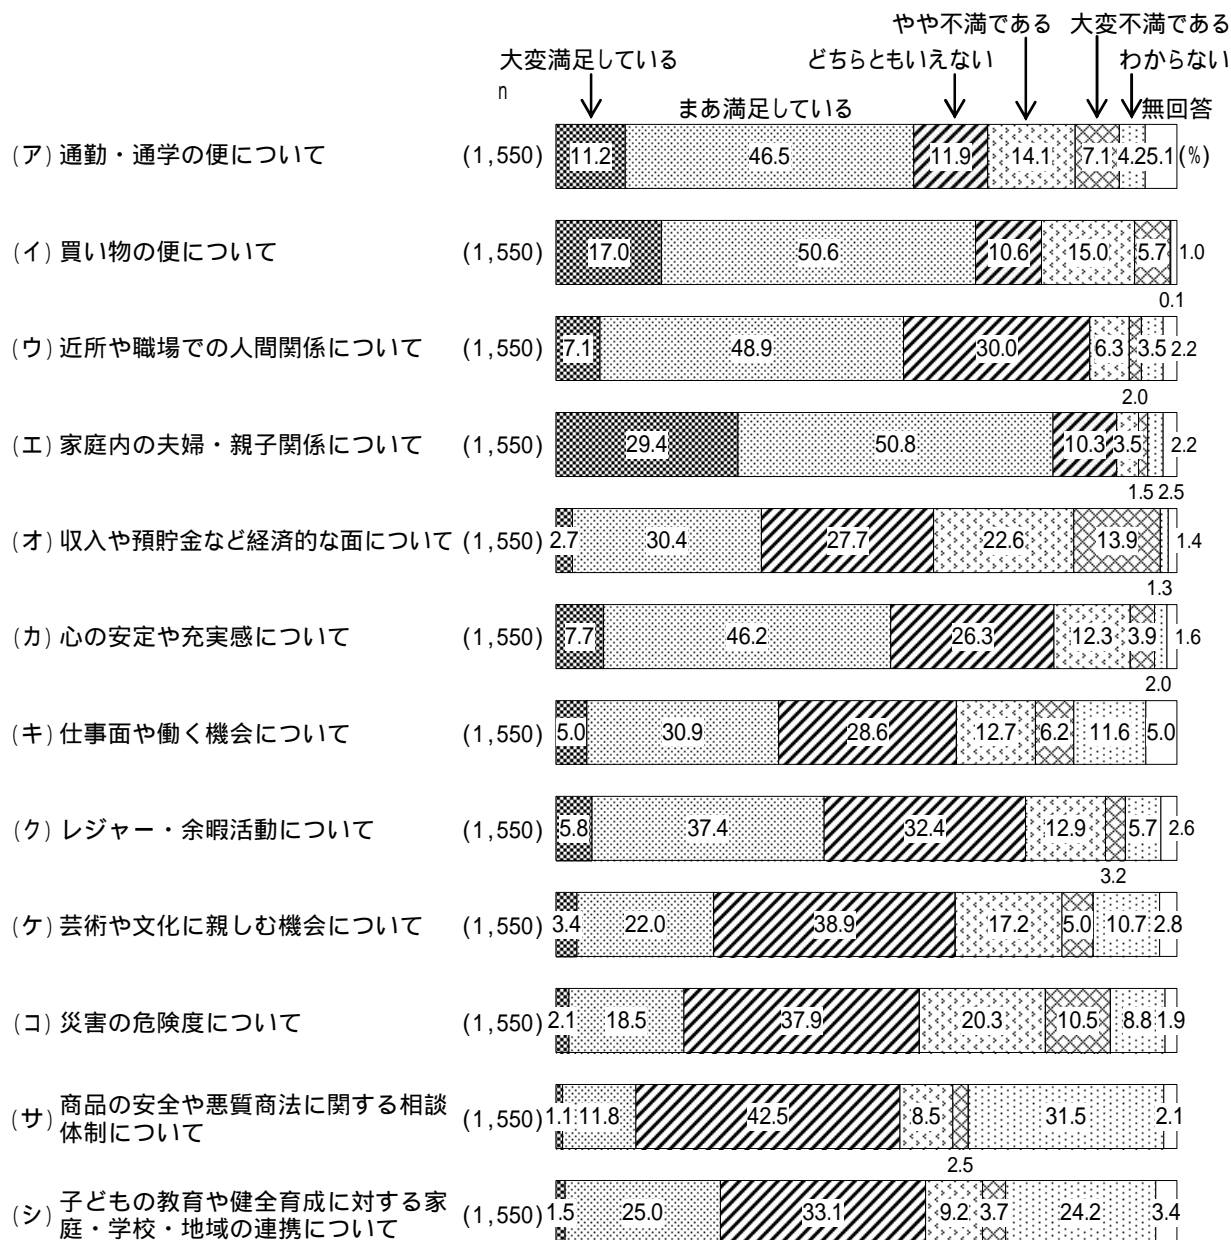 やや不満である 大変不満である
大変満足している どちらともいえない わからない
n まあ満足している 無回答
(ア) 通勤・通学の便について (1,550) 11.2 46.5 11.9 14.1 7.1 4.2 5.1 (%)
(イ) 買い物の便について (1,550) 17.0 50.6 10.6 15.0 5.7 1.0
0.1
(ウ) 近所や職場での人間関係について (1,550) 7.1 48.9 30.0 6.3 3.5 2.2
2.0
(エ) 家庭内の夫婦・親子関係について (1,550) 29.4 50.8 10.3 3.5 2.2
1.5 2.5
(オ) 収入や預貯金など経済的な面について (1,550) 2.7 30.4 27.7 22.6 13.9 1.4
1.3
(カ) 心の安定や充実感について (1,550) 7.7 46.2 26.3 12.3 3.9 1.6
2.0
(キ) 仕事面や働く機会について (1,550) 5.0 30.9 28.6 12.7 6.2 11.6 5.0
(ク) レジャー・余暇活動について (1,550) 5.8 37.4 32.4 12.9 5.7 2.6
3.2
(ケ) 芸術や文化に親しむ機会について (1,550) 3.4 22.0 38.9 17.2 5.0 10.7 2.8
(コ) 災害の危険度について (1,550) 2.1 18.5 37.9 20.3 10.5 8.8 1.9
(サ) 商品の安全や悪質商法に関する相談
体制について (1,550) 1.1 11.8 42.5 8.5 31.5 2.1
2.5
(シ) 子どもの教育や健全育成に対する家
庭・学校・地域の連携について (1,550) 1.5 25.0 33.1 9.2 3.7 24.2 3.4